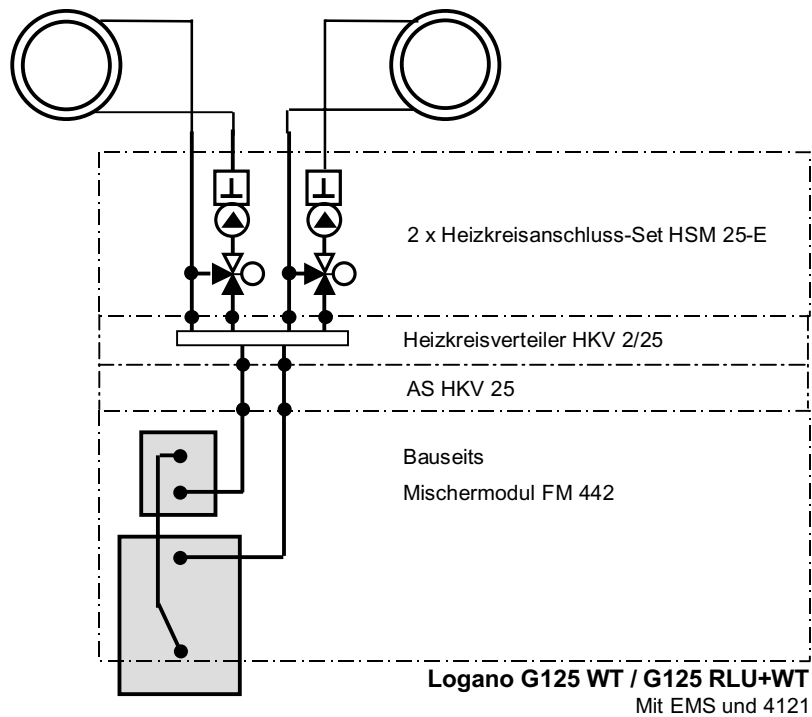 2 x Heizkreisanschluss-Set HSM 25-E
Heizkreisverteiler HKV 2/25
AS HKV 25
Bauseits
Mischermodul FM 442
Logano G125 WT / G125 RLU+WT
Mit EMS und 4121